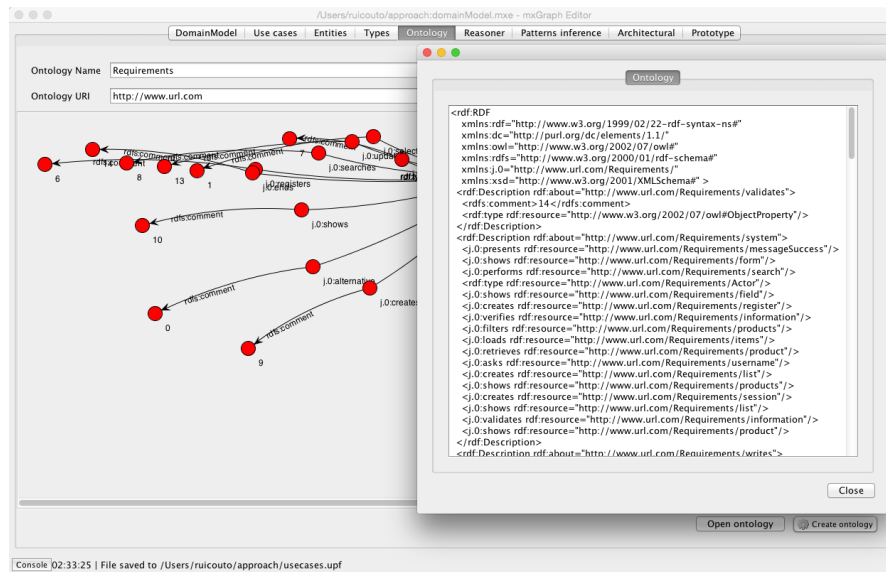 /Users/ruicouto/approach:domainModel.mxe - mxGraph Editor
DomainModel Use cases Entities Types Ontology Reasoner Patterns inference Architectural Prototype
Ontology Name Requirements
Ontology URI http://www.url.com
rdfs:comment
rdfs:comment
rdfs:comment
7
j.0:select
j.0:updat
j.0:searches
6
8
13
1
j.0:registers
10
j.0:shows
j.0:alternative
rdfs:comment
0
j.0:creates
rdfs:comment
9
Ontology
<rdf:RDF
xmlns:rdf="http://www.w3.org/1999/02/22-rdf-syntax-ns#"
xmlns:dc="http://purl.org/dc/elements/1.1/"
xmlns:owl="http://www.w3.org/2002/07/owl#"
xmlns:rdfs="http://www.w3.org/2000/01/rdf-schema#"
xmlns:j.0="http://www.url.com/Requirements/"
xmlns:xsd="http://www.w3.org/2001/XMLSchema#" >
<rdf:Description rdf:about="http://www.url.com/Requirements/validates">
<rdfs:comment>14</rdfs:comment>
<rdf:type rdf:resource="http://www.w3.org/2002/07/owl#ObjectProperty"/>
</rdf:Description>
<rdf:Description rdf:about="http://www.url.com/Requirements/system">
<j.0:presents rdf:resource="http://www.url.com/Requirements/messageSuccess"/>
<j.0:shows rdf:resource="http://www.url.com/Requirements/form"/>
<j.0:performs rdf:resource="http://www.url.com/Requirements/search"/>
<rdf:type rdf:resource="http://www.url.com/Requirements/Actor"/>
<j.0:shows rdf:resource="http://www.url.com/Requirements/field"/>
<j.0:creates rdf:resource="http://www.url.com/Requirements/register"/>
<j.0:verifies rdf:resource="http://www.url.com/Requirements/information"/>
<j.0:filters rdf:resource="http://www.url.com/Requirements/products"/>
<j.0:loads rdf:resource="http://www.url.com/Requirements/items"/>
<j.0:retrieves rdf:resource="http://www.url.com/Requirements/product"/>
<j.0:asks rdf:resource="http://www.url.com/Requirements/username"/>
<j.0:creates rdf:resource="http://www.url.com/Requirements/list"/>
<j.0:shows rdf:resource="http://www.url.com/Requirements/products"/>
<j.0:creates rdf:resource="http://www.url.com/Requirements/session"/>
<j.0:shows rdf:resource="http://www.url.com/Requirements/list"/>
<j.0:validates rdf:resource="http://www.url.com/Requirements/information"/>
<j.0:shows rdf:resource="http://www.url.com/Requirements/product"/>
</rdf:Description>
<rdf:Description rdf:about="http://www.url.com/Requirements/writes">
Close
Open ontology Create ontology
Console 02:33:25 | File saved to /Users/ruicouto/approach/usecases.upf